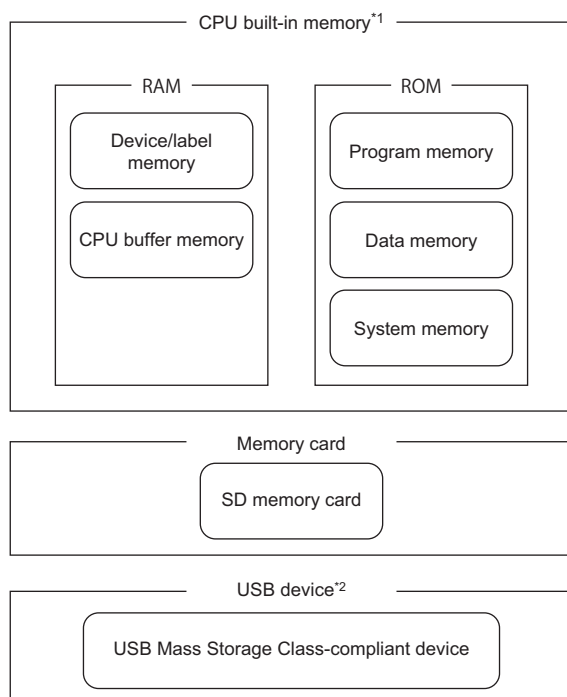 CPU built-in memory*1
RAM
ROM
Device/label
memory
Program memory
CPU buffer memory
Data memory
System memory
Memory card
SD memory card
USB device*2
USB Mass Storage Class-compliant device